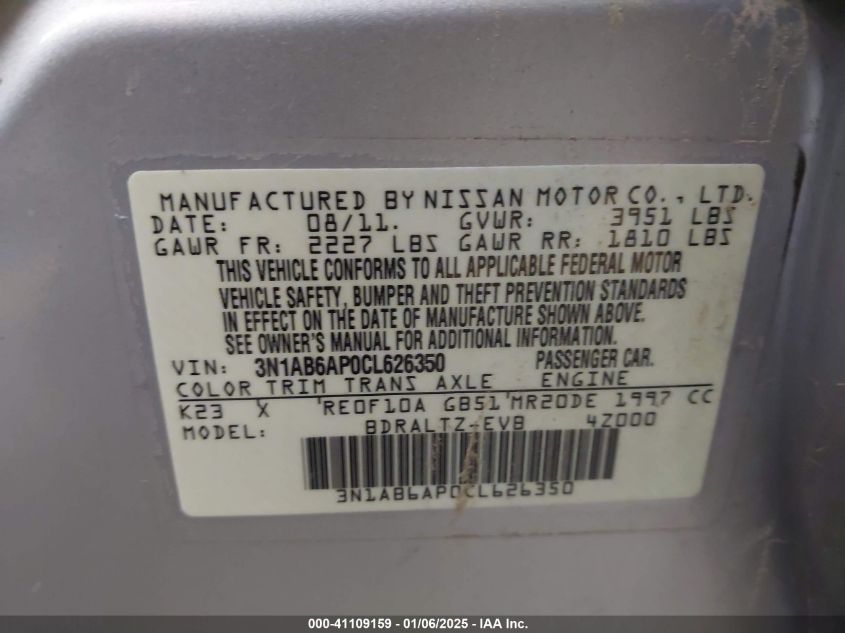 MANUFACTURED BY NISSAN MOTOR CO., LTD.
DATE: 08/11. GVWR: 3951 LBS
GAWR FR: 2227 LBS GAWR RR: 1810 LBS
THIS VEHICLE CONFORMS TO ALL APPLICABLE FEDERAL MOTOR
VEHICLE SAFETY, BUMPER AND THEFT PREVENTION STANDARDS
IN EFFECT ON THE DATE OF MANUFACTURE SHOWN ABOVE.
SEE OWNER'S MANUAL FOR ADDITIONAL INFORMATION.
VIN: 3N1AB6AP0CL626350 PASSENGER CAR.
COLOR TRIM TRANS AXLE ENGINE
K23 X RE0F10A GB51 MR20DE 1997 CC
MODEL: BDRALTZ-EVB 4Z000
3N1AB6AP0CL626350
000-41109159 - 01/06/2025 - © IAA Inc.